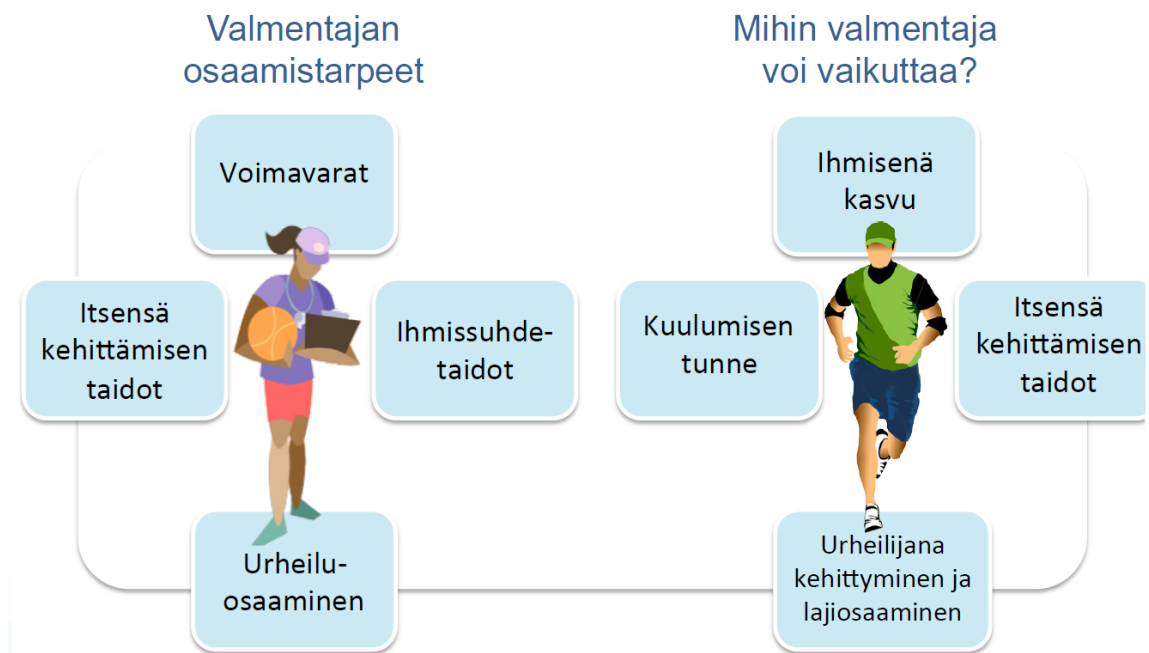 Valmentajan
osaamistarpeet
Voimavarat
Itsensä
kehittämisen
taidot
Ihmissuhde-
taidot
Urheilu-
osaaminen
Mihin valmentaja
voi vaikuttaa?
Ihmisenä
kasvu
Kuulumisen
tunne
Itsensä
kehittämisen
taidot
Urheilijana
kehittyminen ja
lajiosaaminen